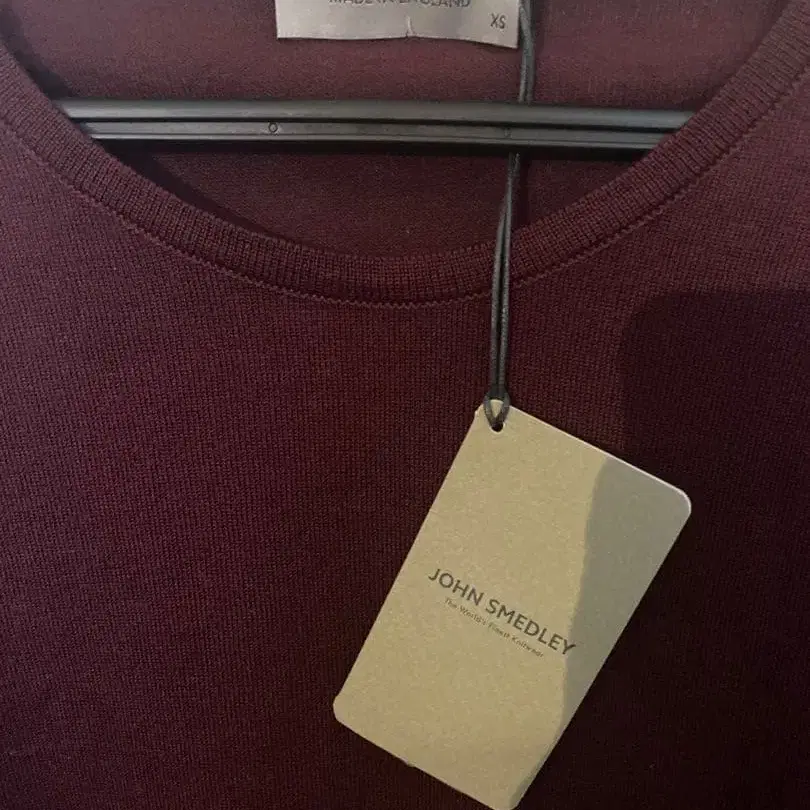 MADE IN ENGLAND
XS
JOHN SMEDLEY
The World's Finest Knitwear